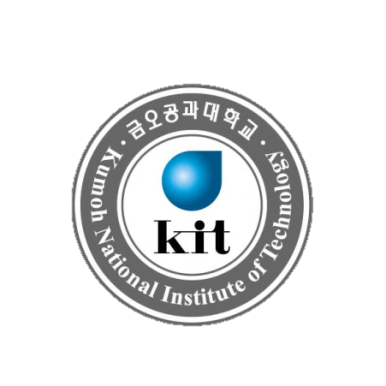 금오공과대학교
kit
Kumoh National Institute of Technology